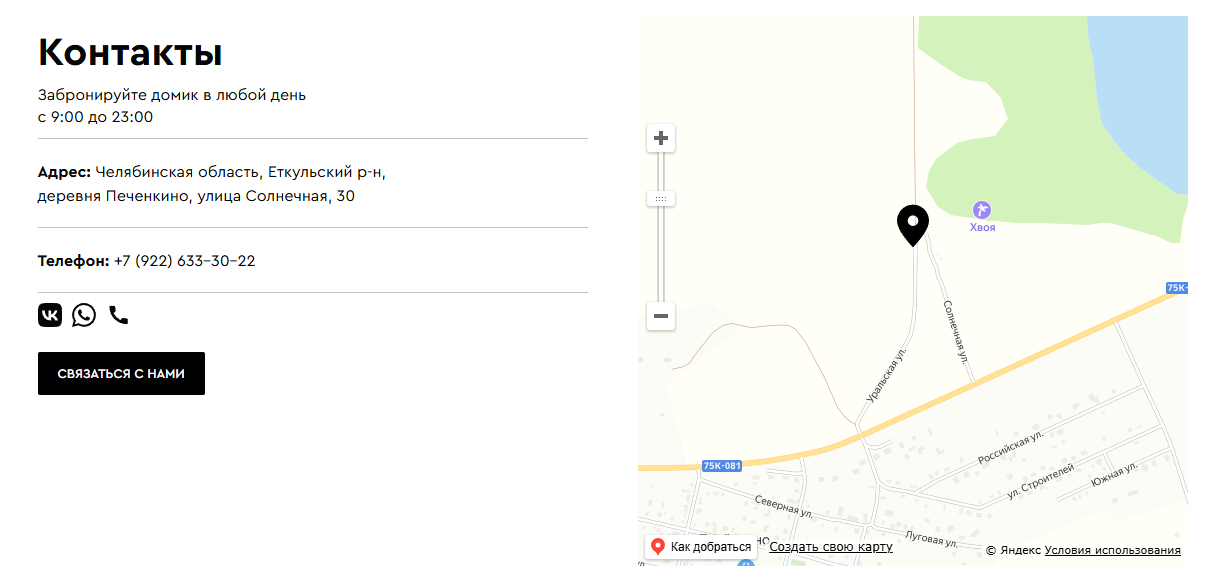 Контакты
Забронируйте домик в любой день
с 9:00 до 23:00
Адрес: Челябинская область, Еткульский р-н,
деревня Печенкино, улица Солнечная, 30
Телефон: +7 (922) 633-30-22
СВЯЗАТЬСЯ С НАМИ
Хвоя
75К-
Солнечная ул.
Уральская ул.
75К-081
Российская ул.
ул. Строителей
Южная ул.
Северная ул.
Луговая ул.
Как добраться
Создать свою карту
© Яндекс Условия использования